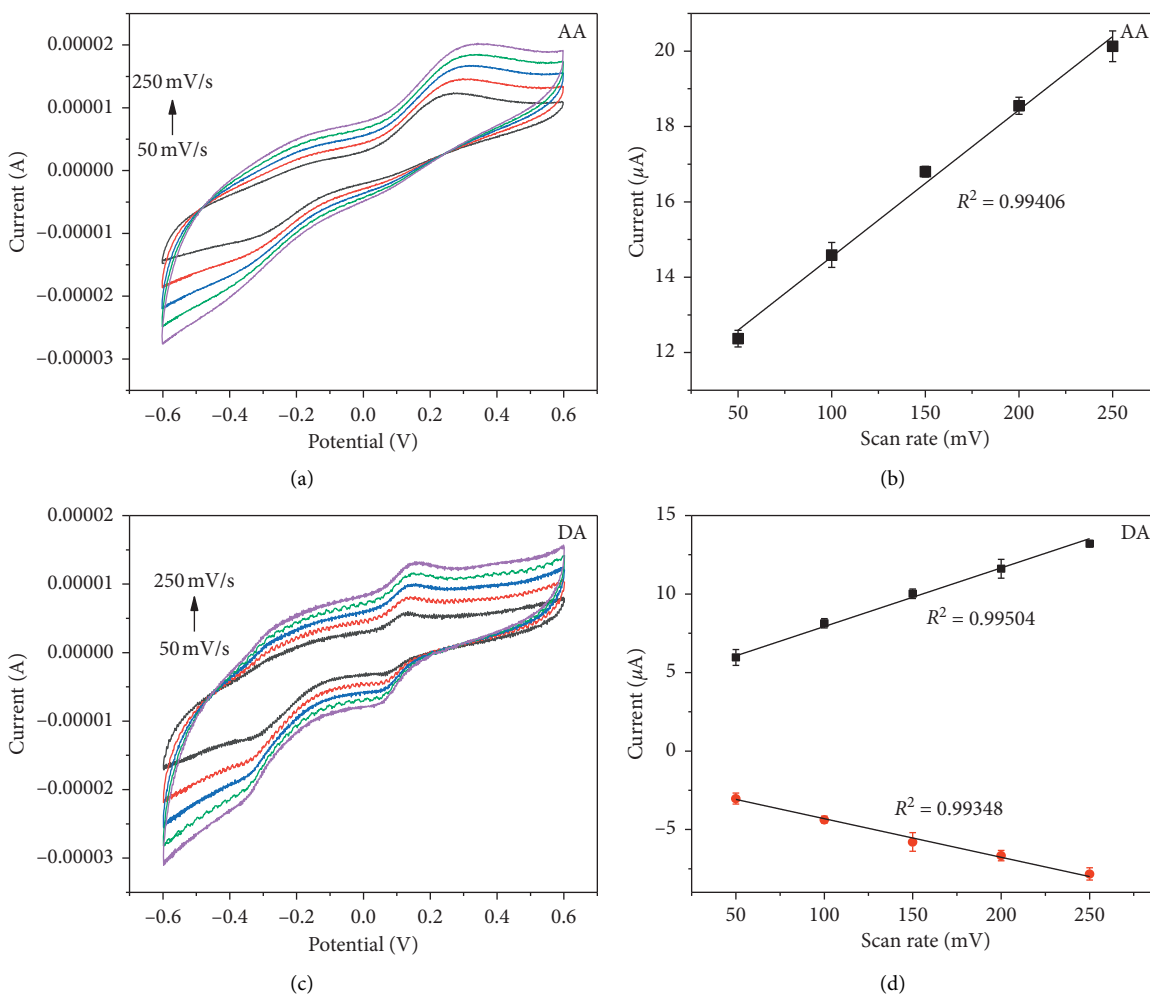 AA
0.00002
0.00001
0.00000
−0.00001
−0.00002
−0.00003
250 mV/s
50 mV/s
Current (A)
−0.6 −0.4 −0.2 0.0 0.2 0.4 0.6
Potential (V)
(a)
AA
20
18
16
14
12
Current (μA)
R² = 0.99406
50 100 150 200 250
Scan rate (mV)
(b)
DA
0.00002
0.00001
0.00000
−0.00001
−0.00002
−0.00003
250 mV/s
50 mV/s
Current (A)
−0.6 −0.4 −0.2 0.0 0.2 0.4 0.6
Potential (V)
(c)
DA
15
10
5
0
−5
Current (μA)
R² = 0.99504
R² = 0.99348
50 100 150 200 250
Scan rate (mV)
(d)